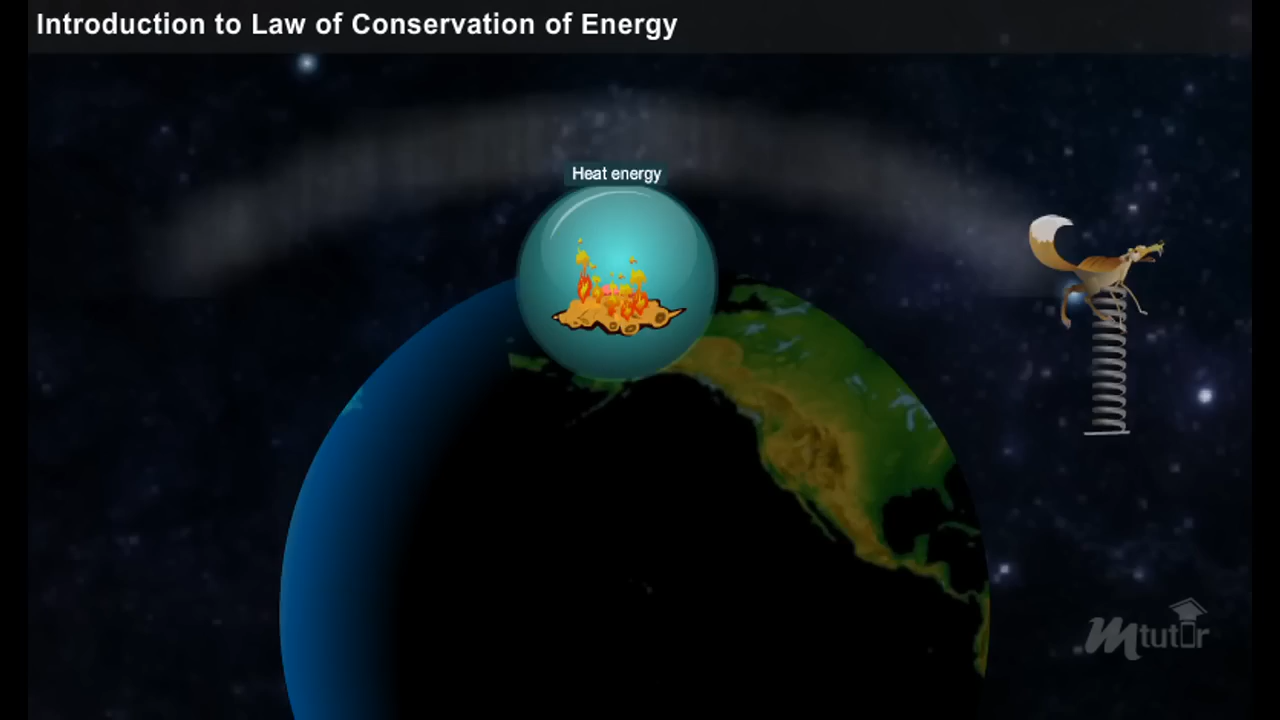 Introduction to Law of Conservation of Energy
Heat energy
Mtutor